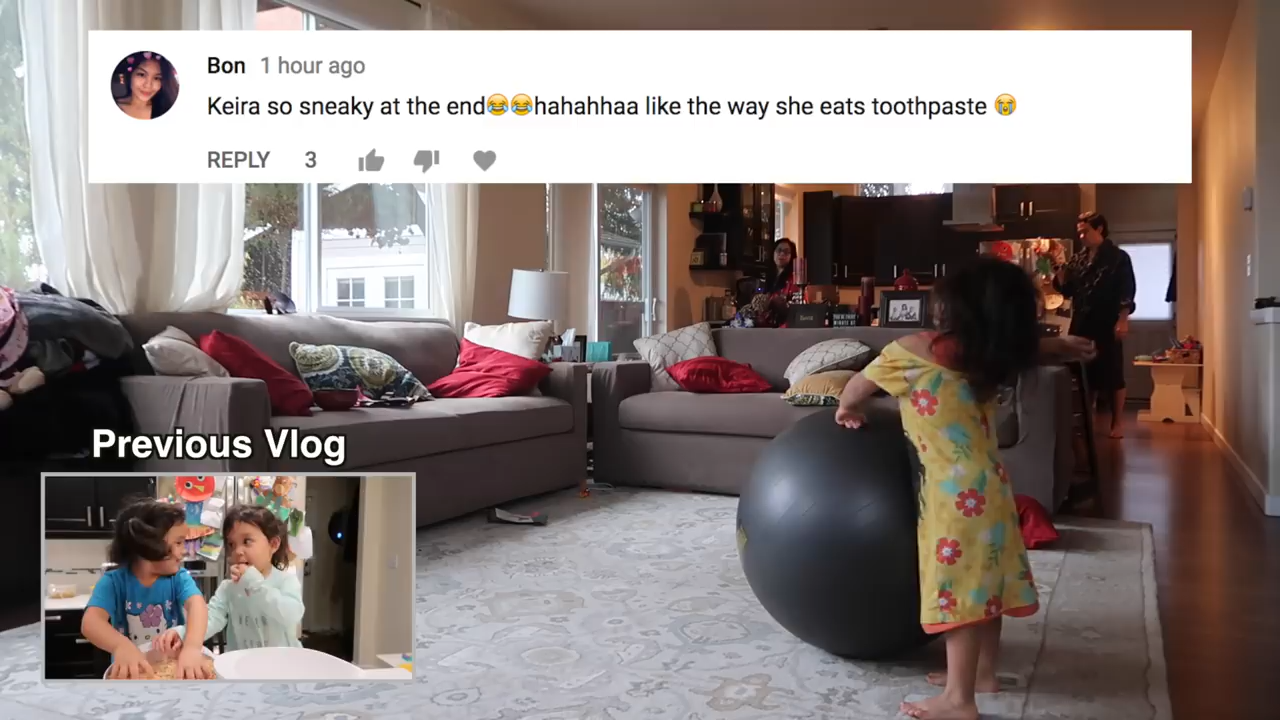 Bon 1 hour ago
Keira so sneaky at the end😂😂hahahhaa like the way she eats toothpaste 😭
REPLY 3
Previous Vlog